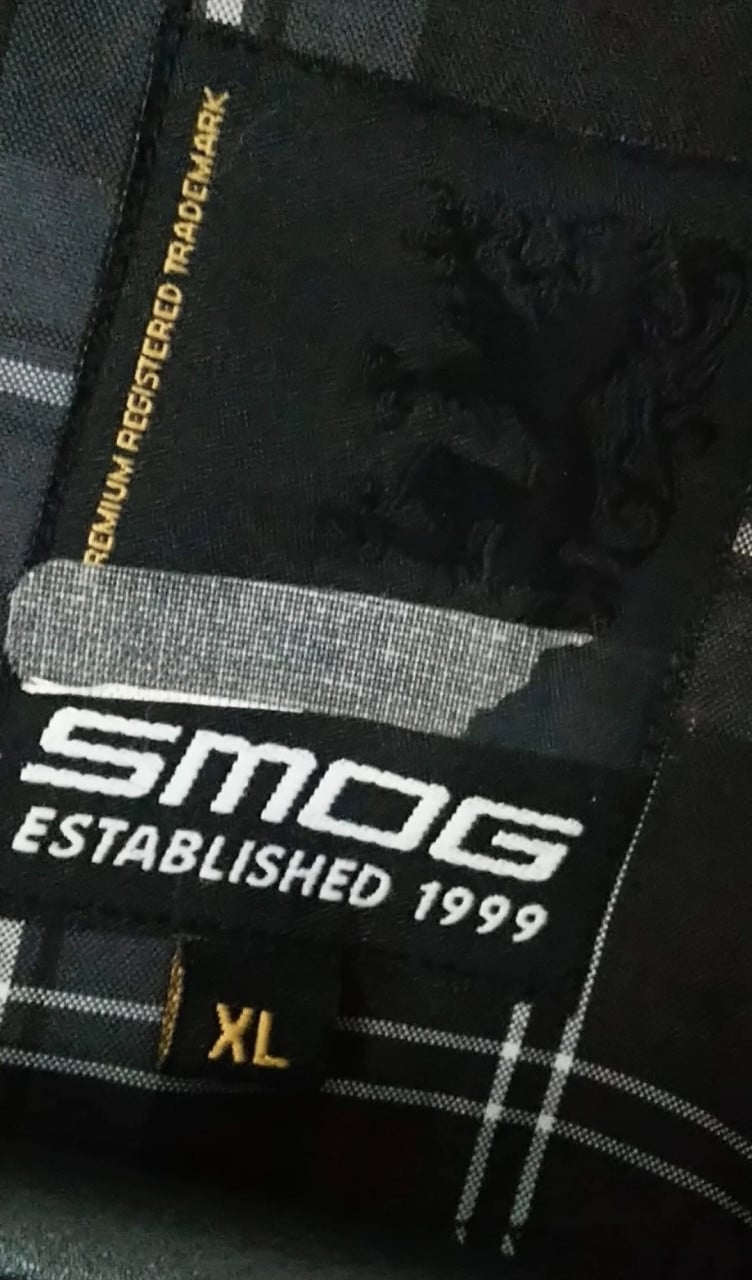 PREMIUM REGISTERED TRADEMARK
SMOG
ESTABLISHED 1999
XL